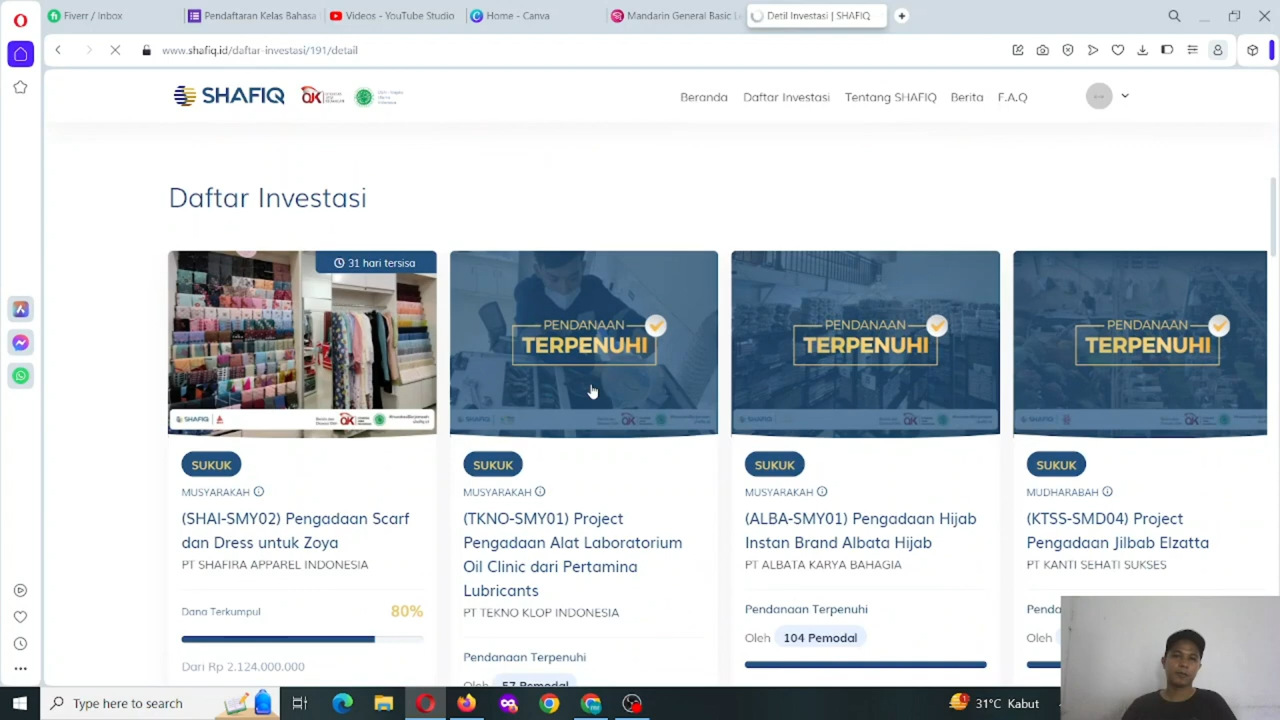 Fiverr / Inbox
Pendaftaran Kelas Bahasa
Videos - YouTube Studio
Home - Canva
Mandarin General Basic L
Detil Investasi | SHAFIQ
www.shafiq.id/daftar-investasi/191/detail
SHAFIQ
Beranda
Daftar Investasi
Tentang SHAFIQ
Berita
F.A.Q
Daftar Investasi
31 hari tersisa
PENDANAAN
TERPENUHI
PENDANAAN
TERPENUHI
PENDANAAN
TERPENUHI
SUKUK
MUSYARAKAH
(SHAI-SMY02) Pengadaan Scarf
dan Dress untuk Zoya
PT SHAFIRA APPAREL INDONESIA
Dana Terkumpul 80%
Dari Rp 2.124.000.000
SUKUK
MUSYARAKAH
(TKNO-SMY01) Project
Pengadaan Alat Laboratorium
Oil Clinic dari Pertamina
Lubricants
PT TEKNO KLOP INDONESIA
Pendanaan Terpenuhi
Oleh 57 Pemodal
SUKUK
MUSYARAKAH
(ALBA-SMY01) Pengadaan Hijab
Instan Brand Albata Hijab
PT ALBATA KARYA BAHAGIA
Pendanaan Terpenuhi
Oleh 104 Pemodal
SUKUK
MUDHARABAH
(KTSS-SMD04) Project
Pengadaan Jilbab Elzatta
PT KANTI SEHATI SUKSES
Penda
Oleh
Type here to search
31°C Kabut